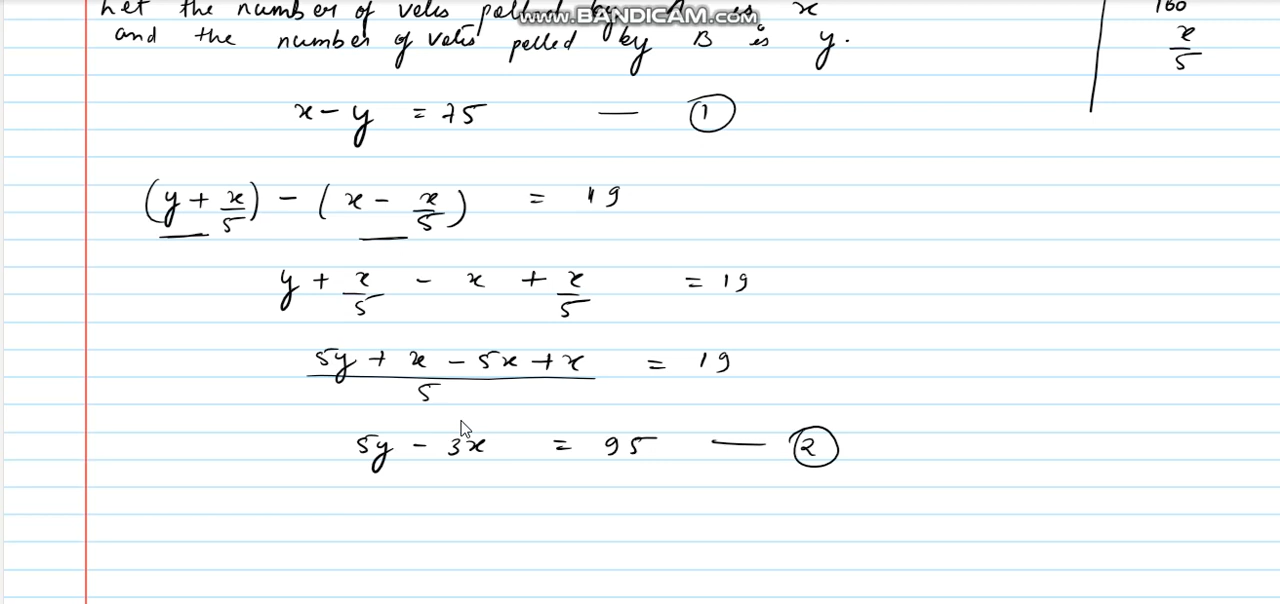 Let the number of votes polled by A is x
www.BANDICAM.com
and the number of votes polled by B is y.
160
x/5
x - y = 75 — ①
(y + x/5) - (x - x/5) = 19
y + x/5 - x + x/5 = 19
(5y + x - 5x + x)/5 = 19
5y - 3x = 95 — ②